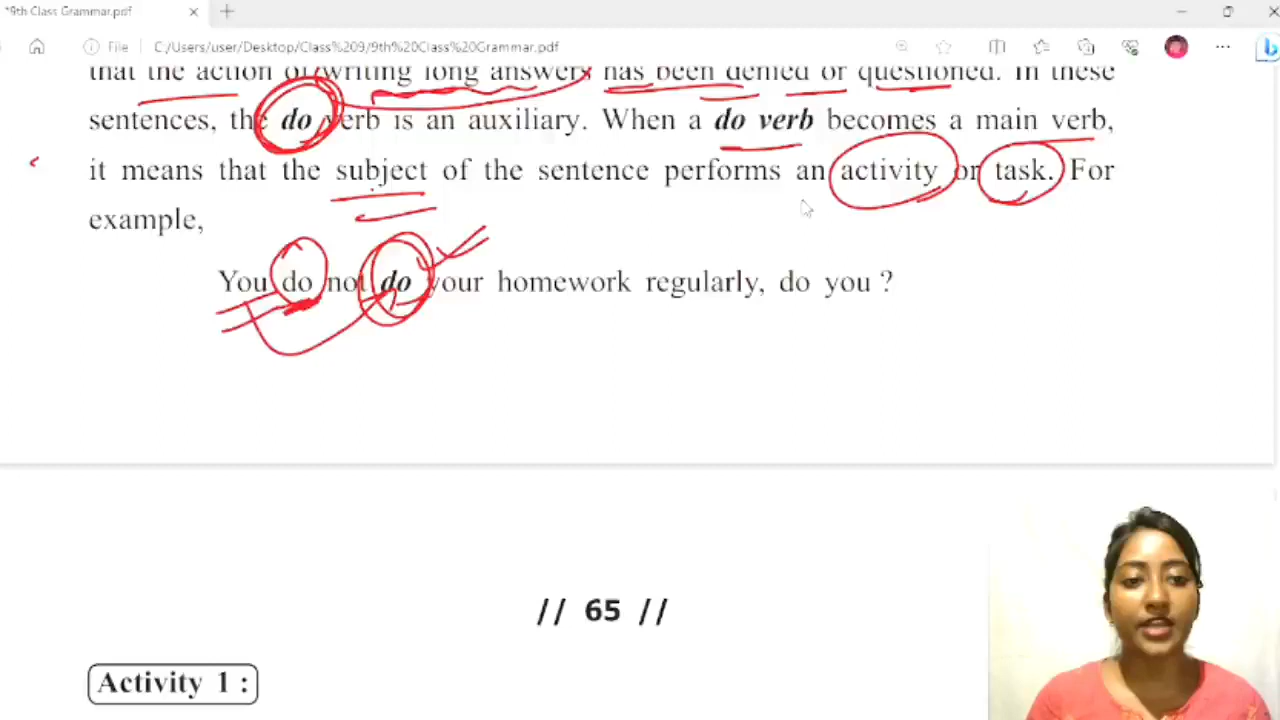 *9th Class Grammar.pdf
File C:/Users/user/Desktop/Class%209/9th%20Class%20Grammar.pdf
that the action of writing long answers has been denied or questioned. In these
sentences, the do verb is an auxiliary. When a do verb becomes a main verb,
it means that the subject of the sentence performs an activity or task. For
example,
You do not do your homework regularly, do you ?
// 65 //
Activity 1 :